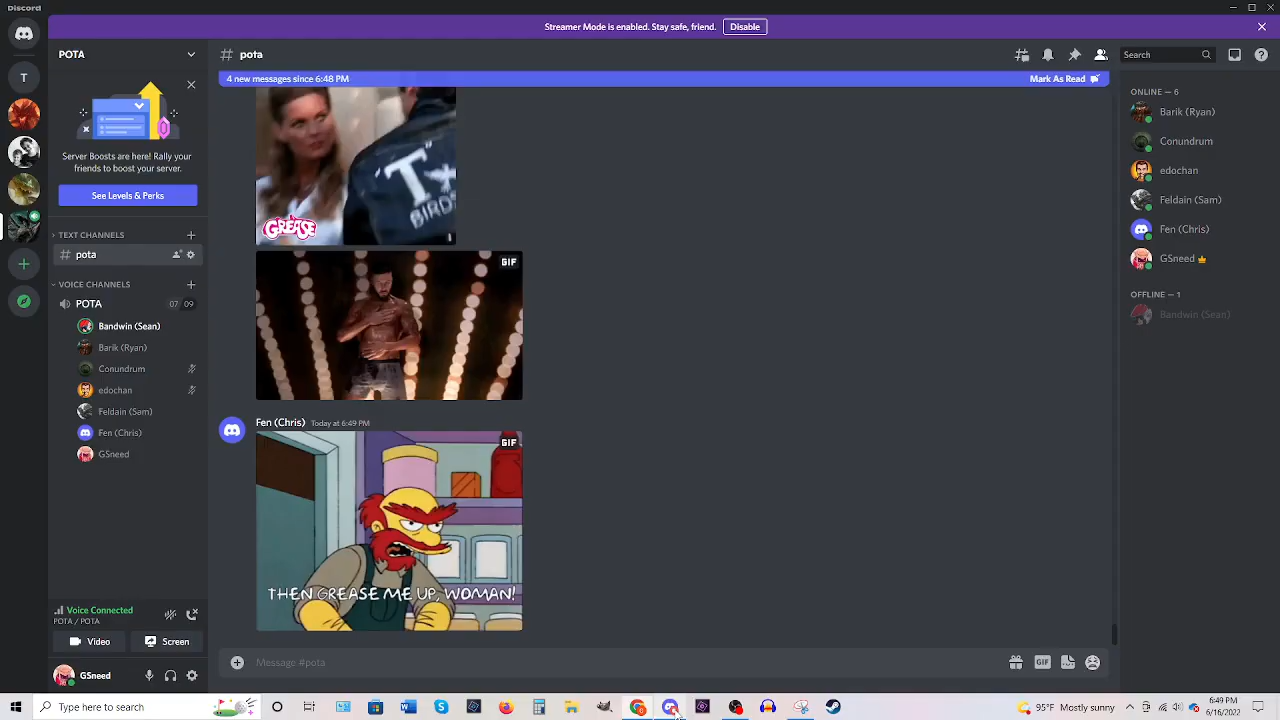 Discord
Streamer Mode is enabled. Stay safe, friend. Disable
POTA
# pota
Search
4 new messages since 6:48 PM
Mark As Read
T
Server Boosts are here! Rally your
friends to boost your server.
See Levels & Perks
TEXT CHANNELS
# pota
VOICE CHANNELS
POTA
07 09
Bandwin (Sean)
Barik (Ryan)
Conundrum
edochan
Feldain (Sam)
Fen (Chris)
GSneed
Voice Connected
POTA / POTA
Video
Screen
GSneed
T
BIRDS
GREASE
GIF
Fen (Chris) Today at 6:49 PM
GIF
THEN GREASE ME UP, WOMAN!
Message #pota
GIF
ONLINE — 6
Barik (Ryan)
Conundrum
edochan
Feldain (Sam)
Fen (Chris)
GSneed
OFFLINE — 1
Bandwin (Sean)
Type here to search
95°F Mostly sunny
6:49 PM
6/16/2022